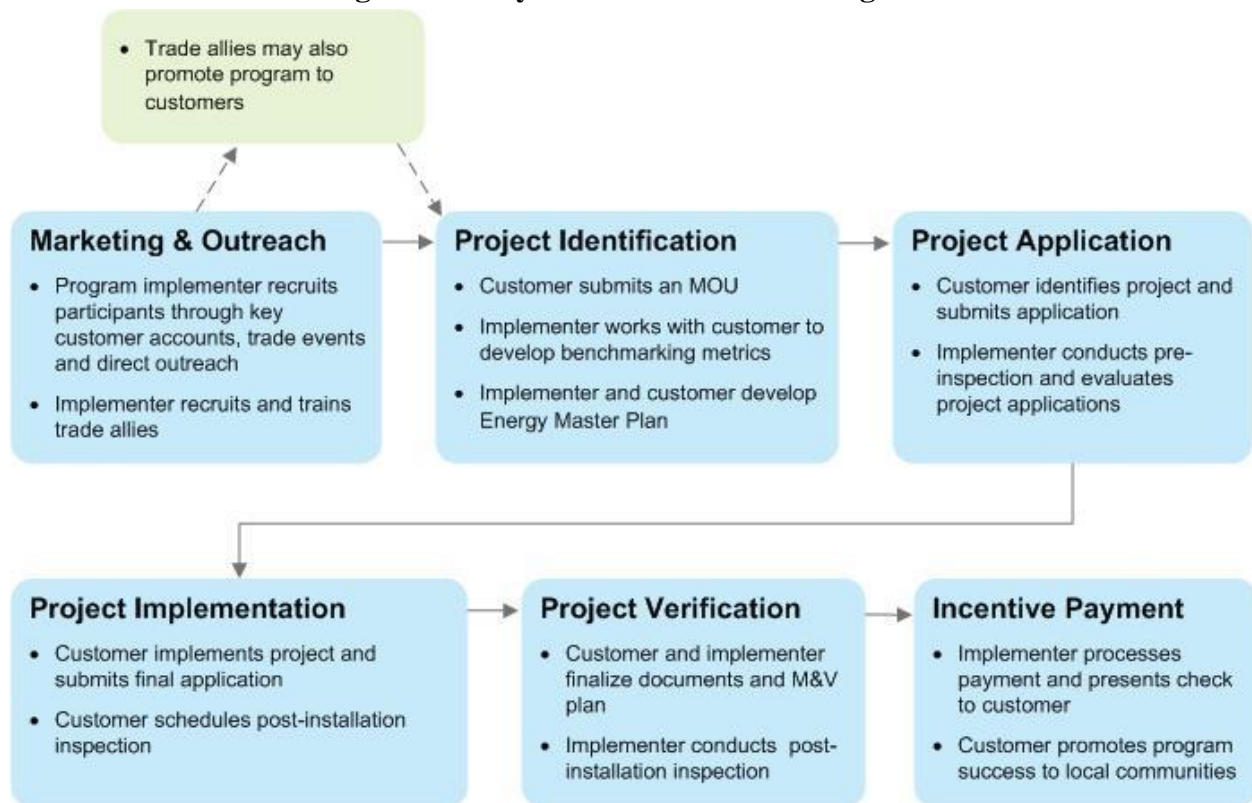 • Trade allies may also
promote program to
customers
Marketing & Outreach
• Program implementer recruits
participants through key
customer accounts, trade events
and direct outreach
• Implementer recruits and trains
trade allies
Project Identification
• Customer submits an MOU
• Implementer works with customer to
develop benchmarking metrics
• Implementer and customer develop
Energy Master Plan
Project Application
• Customer identifies project and
submits application
• Implementer conducts pre-
inspection and evaluates
project applications
Project Implementation
• Customer implements project and
submits final application
• Customer schedules post-installation
inspection
Project Verification
• Customer and implementer
finalize documents and M&V
plan
• Implementer conducts post-
installation inspection
Incentive Payment
• Implementer processes
payment and presents check
to customer
• Customer promotes program
success to local communities